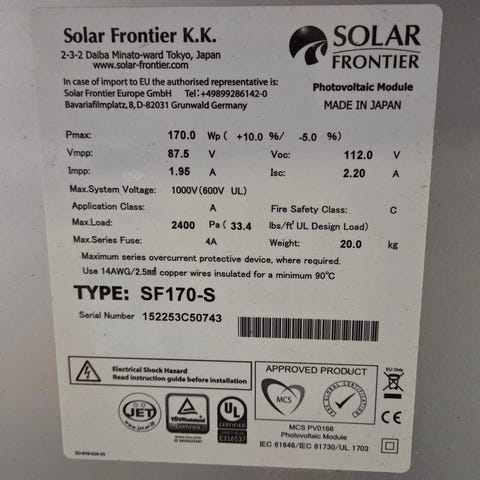 Solar Frontier K.K.
2-3-2 Daiba Minato-ward Tokyo, Japan
www.solar-frontier.com
SOLAR
FRONTIER
In case of import to EU the authorised representative is:
Solar Frontier Europe GmbH Tel:+49899286142-0
Bavariafilmplatz, 8, D-82031 Grunwald Germany
Photovoltaic Module
MADE IN JAPAN
Pmax: 170.0 Wp ( +10.0 %/ -5.0 %)
Vmpp: 87.5 V Voc: 112.0 V
Impp: 1.95 A Isc: 2.20 A
Max.System Voltage: 1000V(600V UL)
Application Class: A Fire Safety Class: C
Max.Load: 2400 Pa ( 33.4 lbs/ft² UL Design Load)
Max.Series Fuse: 4A Weight: 20.0 kg
Maximum series overcurrent protective device, where required.
Use 14AWG/2.5mm² copper wires insulated for a minimum 90℃
TYPE: SF170-S
Serial Number 152253C50743
Electrical Shock Hazard
Read instruction guide before installation
APPROVED PRODUCT
MCS
EU Only
JET
TÜVRheinland
UL
LISTED
E316537
MCS PV0166
Photovoltaic Module
IEC 61646/IEC 61730/UL 1703
CE